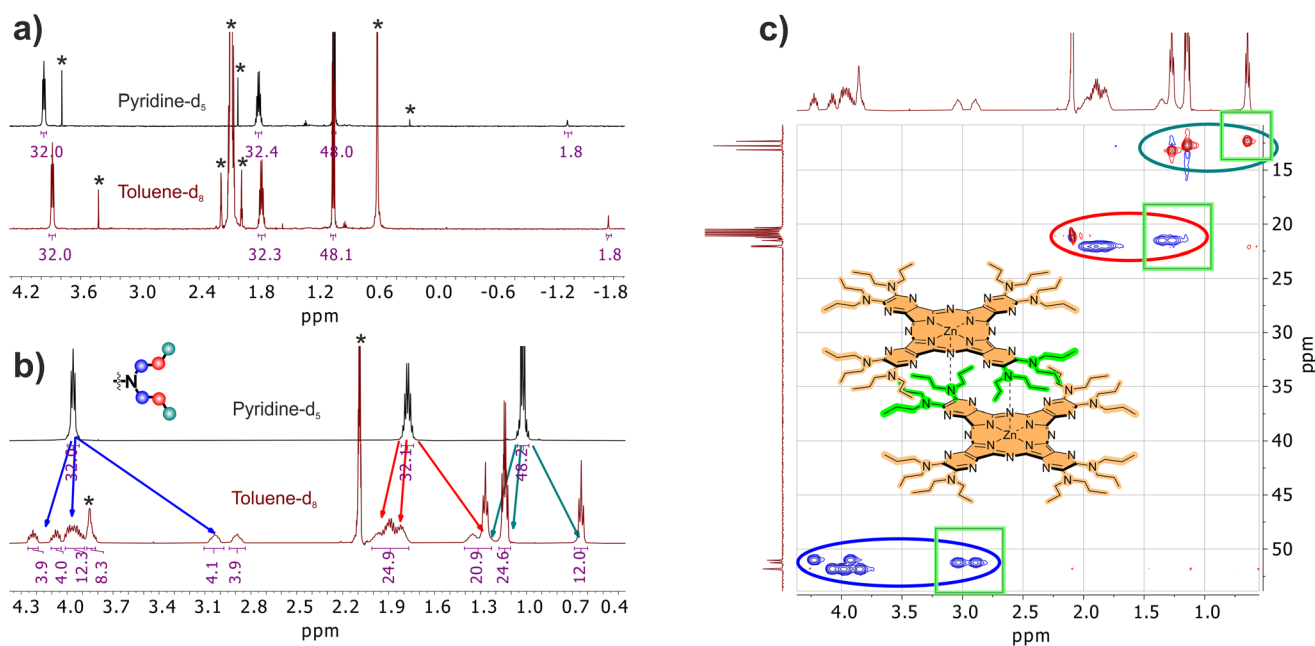 a)
*
*
*
*
*
*
*
*
Pyridine-d5
32.0
32.4
48.0
1.8
Toluene-d8
32.0
32.3
48.1
1.8
4.2 3.6 3.0 2.4 1.8 1.2 0.6 0.0 -0.6 -1.2 -1.8
ppm
b)
N
*
*
Pyridine-d5
32.0
32.1
48.2
Toluene-d8
3.9
4.0
12.3
8.3
4.1
3.9
24.9
20.9
24.6
12.0
4.3 4.0 3.7 3.4 3.1 2.8 2.5 2.2 1.9 1.6 1.3 1.0 0.7 0.4
ppm
c)
15
20
25
30
35
40
45
50
ppm
Zn
Zn
4.0 3.5 3.0 2.5 2.0 1.5 1.0
ppm